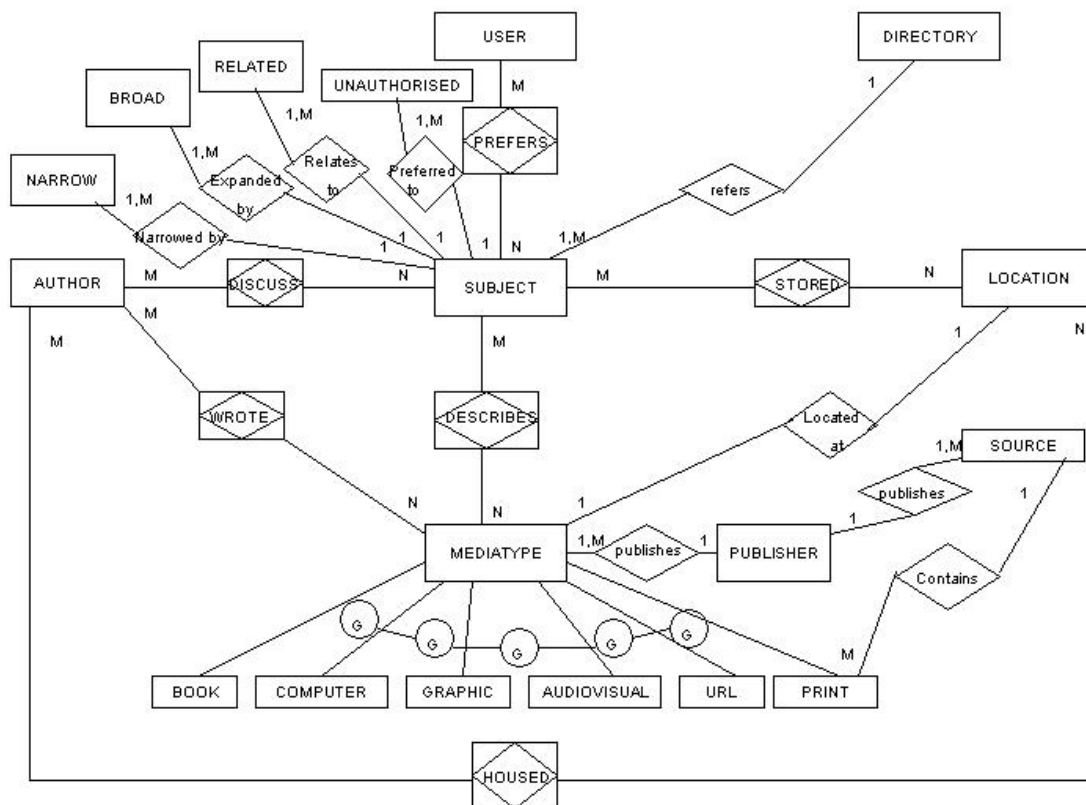 USER
DIRECTORY
RELATED
UNAUTHORISED
1
BROAD
M
1,M
1,M
PREFERS
1,M
Relates
to
Preferred
to
NARROW
Expanded
by
refers
1,M
Narrowed by
1
1
1
1
N
1,M
AUTHOR
M
DISCUSS
N
SUBJECT
M
STORED
N
LOCATION
M
M
M
1
N
WROTE
DESCRIBES
Located
at
1,M
SOURCE
publishes
1
N
N
1
1
MEDIATYPE
1,M
publishes
1
PUBLISHER
Contains
G
G
G
G
G
M
BOOK
COMPUTER
GRAPHIC
AUDIOVISUAL
URL
PRINT
HOUSED